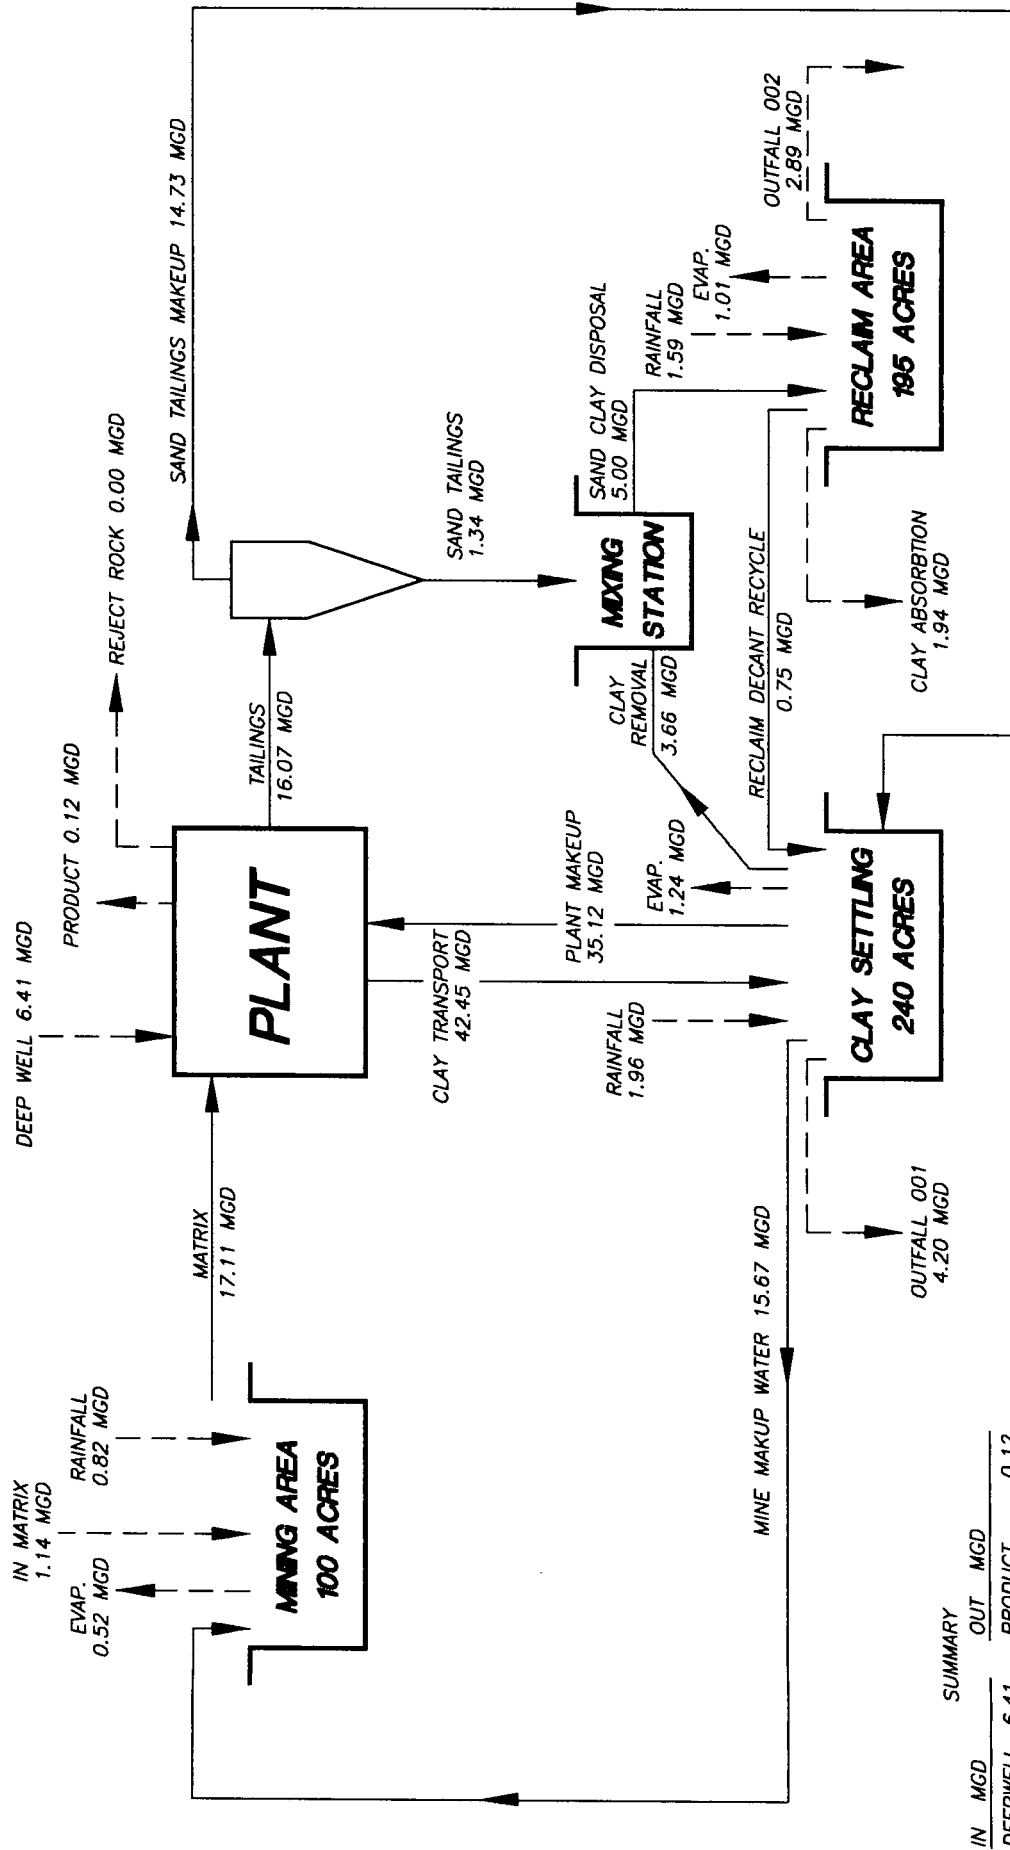 DEEP WELL 6.41 MGD
PRODUCT 0.12 MGD
REJECT ROCK 0.00 MGD
SAND TAILINGS MAKEUP 14.73 MGD
IN MATRIX
1.14 MGD
EVAP.
0.52 MGD
RAINFALL
0.82 MGD
MINING AREA
100 ACRES
MATRIX
17.11 MGD
PLANT
TAILINGS
16.07 MGD
SAND TAILINGS
1.34 MGD
CLAY TRANSPORT
42.45 MGD
PLANT MAKEUP
35.12 MGD
MIXING
STATION
CLAY
REMOVAL
3.66 MGD
SAND CLAY DISPOSAL
5.00 MGD
RAINFALL
1.59 MGD
EVAP.
1.01 MGD
OUTFALL 002
2.89 MGD
RAINFALL
1.96 MGD
EVAP.
1.24 MGD
RECLAIM DECANT RECYCLE
0.75 MGD
MINE MAKUP WATER 15.67 MGD
CLAY SETTLING
240 ACRES
RECLAIM AREA
195 ACRES
OUTFALL 001
4.20 MGD
CLAY ABSORBTION
1.94 MGD
SUMMARY
IN MGD OUT MGD
DEEPWELL 6.41 PRODUCT 0.12